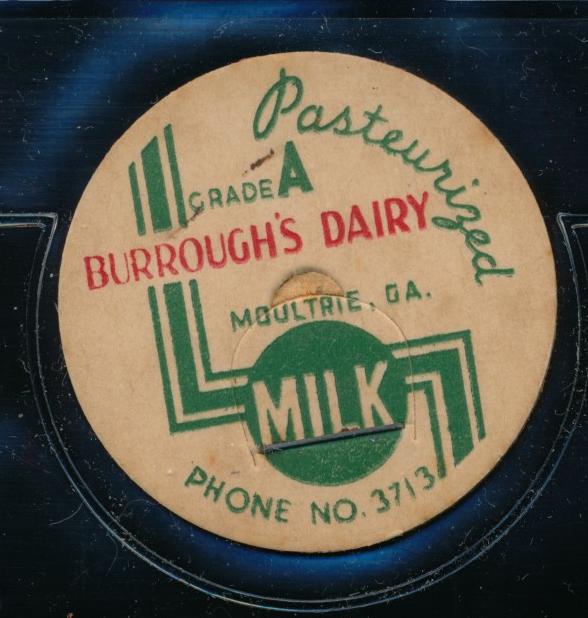 Pasteurized
GRADE A
BURROUGH'S DAIRY
MOULTRIE, GA.
MILK
PHONE NO. 3713